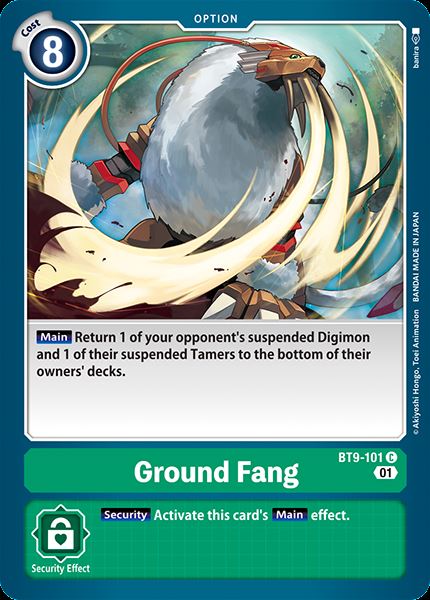 OPTION
Cost
8
banira
Main Return 1 of your opponent's suspended Digimon
and 1 of their suspended Tamers to the bottom of their
owners' decks.
©Akiyoshi Hongo, Toei Animation BANDAI MADE IN JAPAN
BT9-101 C
Ground Fang
01
Security Activate this card's Main effect.
Security Effect